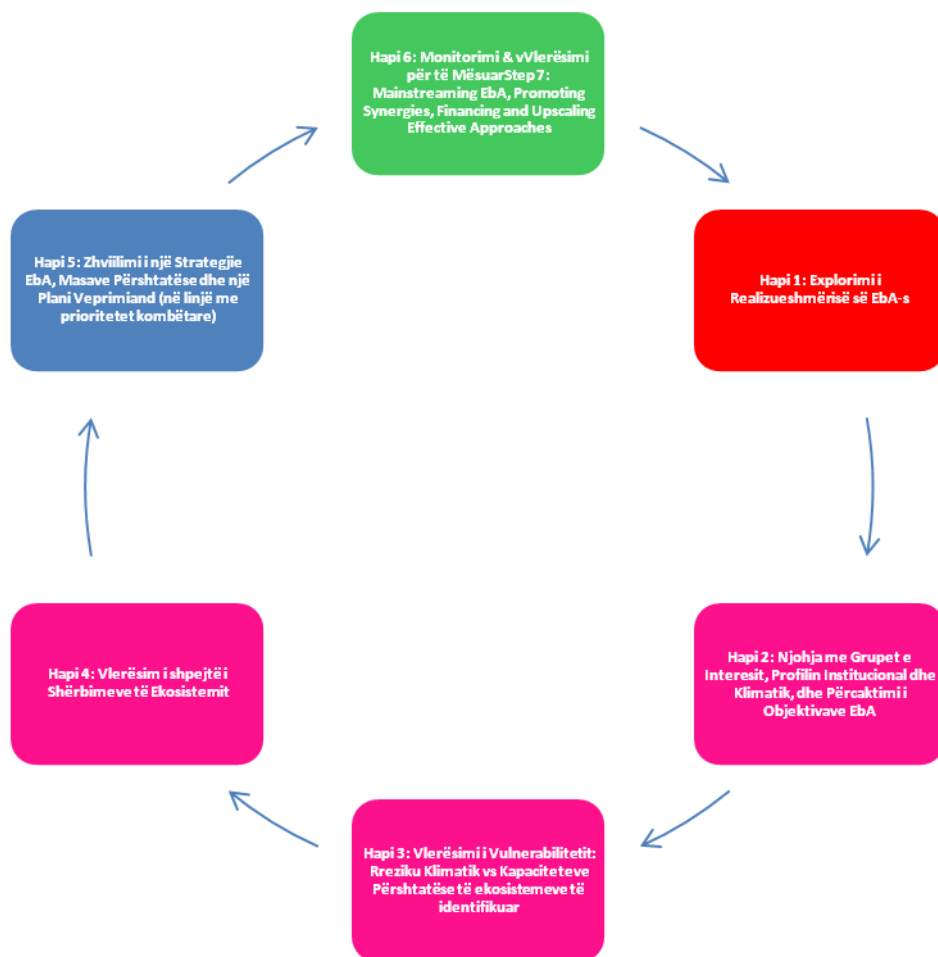 Hapi 6: Monitorimi & vVlerësimi
për të MësuarStep 7:
Mainstreaming EbA, Promoting
Synergies, Financing and Upscaling
Effective Approaches
Hapi 1: Explorimi i
Realizueshmërisë së EbA-s
Hapi 2: Njohja me Grupet e
Interesit, Profilin Institucional dhe
Klimatik, dhe Përcaktimi i
Objektivave EbA
Hapi 3: Vlerësimi i Vulnerabilitetit:
Rreziku Klimatik vs Kapaciteteve
Përshtatëse të ekosistemeve të
identifikuar
Hapi 4: Vlerësim i shpejtë i
Shërbimeve të Ekosistemit
Hapi 5: Zhviilimi i një Strategjie
EbA, Masave Përshtatëse dhe një
Plani Veprimiand (në linjë me
prioritetet kombëtare)